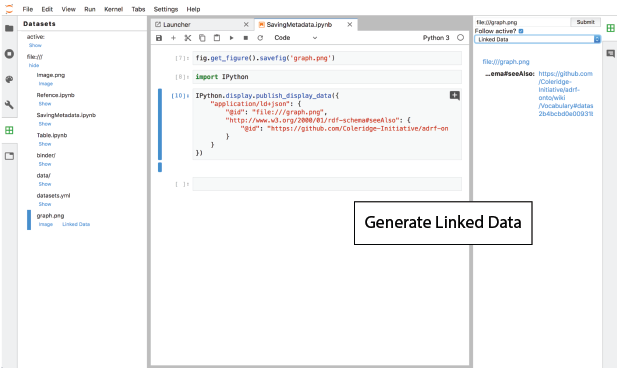 File Edit View Run Kernel Tabs Settings Help
Datasets
active:
Show
file:///
hide
Image.png
Image
Refence.ipynb
Show
SavingMetadata.ipynb
Show
Table.ipynb
Show
binder/
Show
data/
Show
datasets.yml
Show
graph.png
Image Linked Data
Launcher
SavingMetadata.ipynb
Code
Python 3
[7]: fig.get_figure().savefig('graph.png')
[8]: import IPython
[10]: IPython.display.publish_display_data({
"application/ld+json": {
"@id": "file:///graph.png",
"http://www.w3.org/2000/01/rdf-schema#seeAlso": {
"@id": "https://github.com/Coleridge-Initiative/adrf-on
}
}
})
[ ]:
Generate Linked Data
file:///graph.png Submit
Follow active?
Linked Data
file:///graph.png
...ema#seeAlso: https://github.com
/Coleridge-
Initiative/adrf-
onto/wiki
/Vocabulary#datas